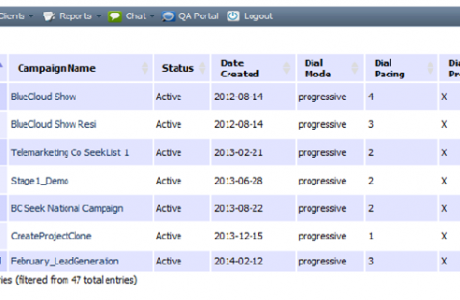 Clients Reports Chat QA Portal Logout
Campaign Name Status Date Created Dial Mode Dial Pacing Dial
BlueCloud Show Active 2012-08-14 progressive 4 X
BlueCloud Show Resi Active 2012-08-14 progressive 3 X
Telemarketing Co SeekList 1 Active 2013-02-21 progressive 2 X
Stage1_Demo Active 2013-06-28 progressive 2 X
BC Seek National Campaign Active 2013-08-22 progressive 2 X
CreateProjectClone Active 2013-12-15 progressive 1 X
February_LeadGeneration Active 2014-02-12 progressive 3 X
ries (filtered from 47 total entries)